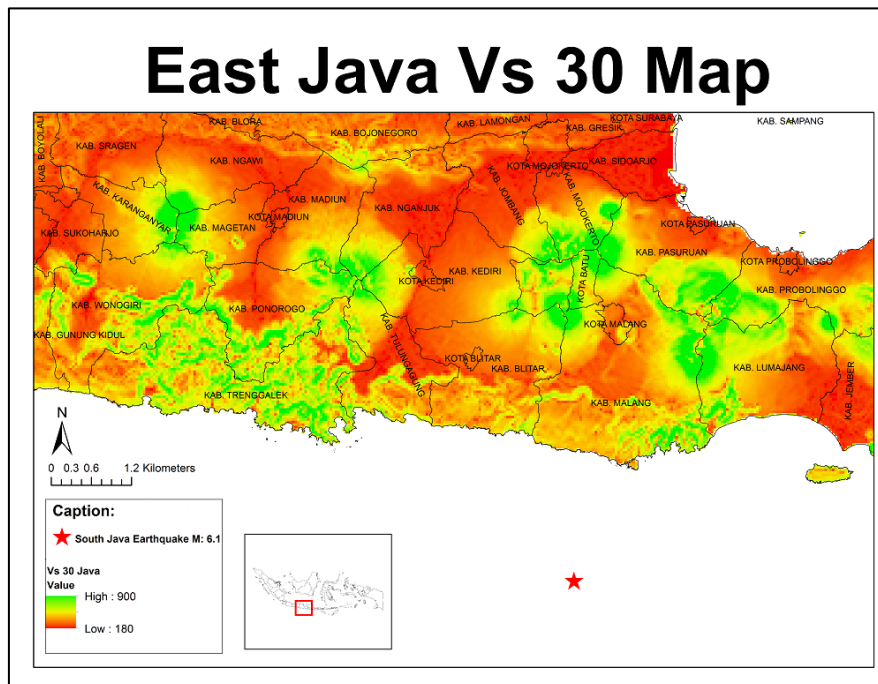 East Java Vs 30 Map
KAB. BLORA
KAB. LAMONGAN
KOTA SURABAYA
KAB. SAMPANG
KAB. BOYOLALI
KAB. BOJONEGORO
KAB. GRESIK
KAB. SRAGEN
KAB. NGAWI
KOTA MOJOKERTO
KAB. SIDOARJO
KAB. KARANGANYAR
KAB. MADIUN
KAB. JOMBANG
KAB. MOJOKERTO
KAB. NGANJUK
KOTA MADIUN
KAB. SUKOHARJO
KAB. MAGETAN
KOTA PASURUAN
KAB. PASURUAN
KOTA PROBOLINGGO
KAB. KEDIRI
KOTA KEDIRI
KOTA BATU
KAB. PROBOLINGGO
KAB. WONOGIRI
KAB. PONOROGO
KAB. GUNUNG KIDUL
KOTA MALANG
KAB. TULUNGAGUNG
KOTA BLITAR
KAB. BLITAR
KAB. LUMAJANG
KAB. JEMBER
KAB. TRENGGALEK
KAB. MALANG
N
0 0.3 0.6 1.2 Kilometers
Caption:
South Java Earthquake M: 6.1
Vs 30 Java
Value
High : 900
Low : 180